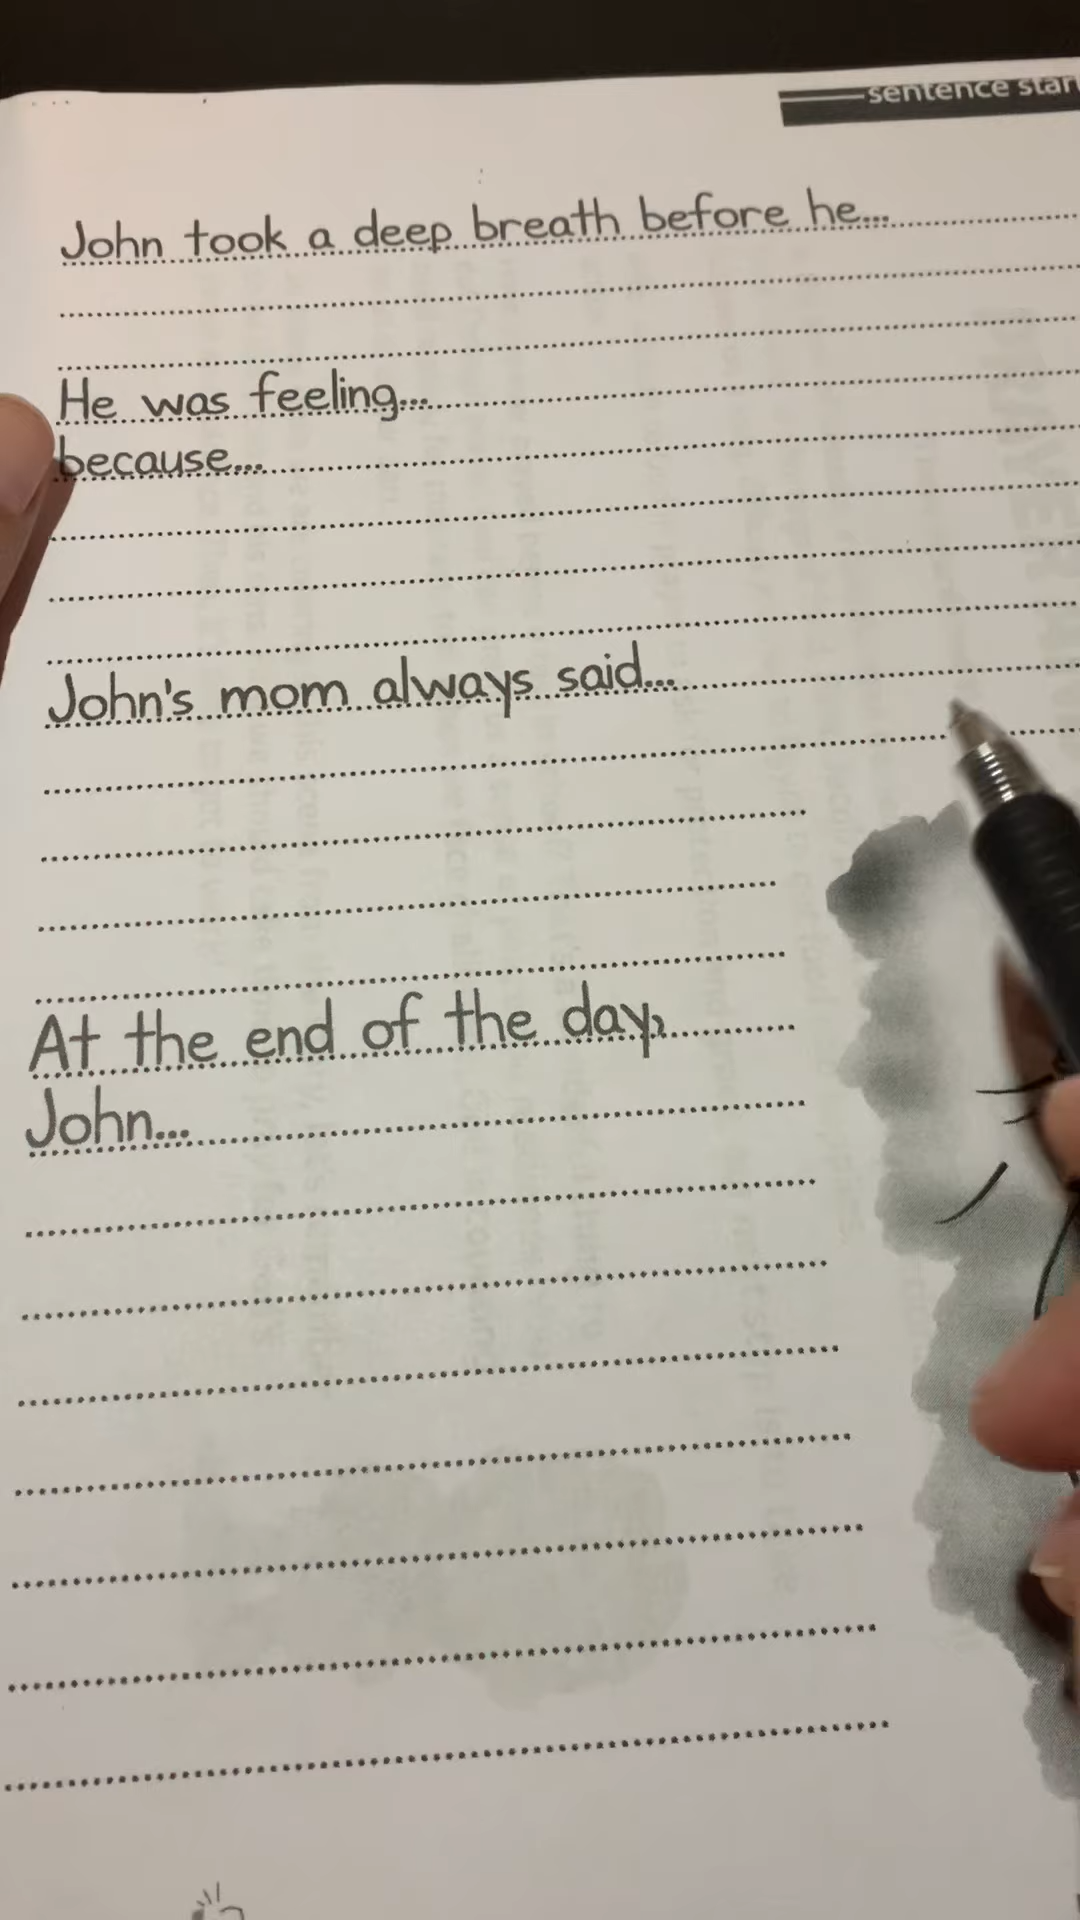 sentence star
John took a deep breath before he...
He was feeling...
because...
John's mom always said...
At the end of the day,
John...